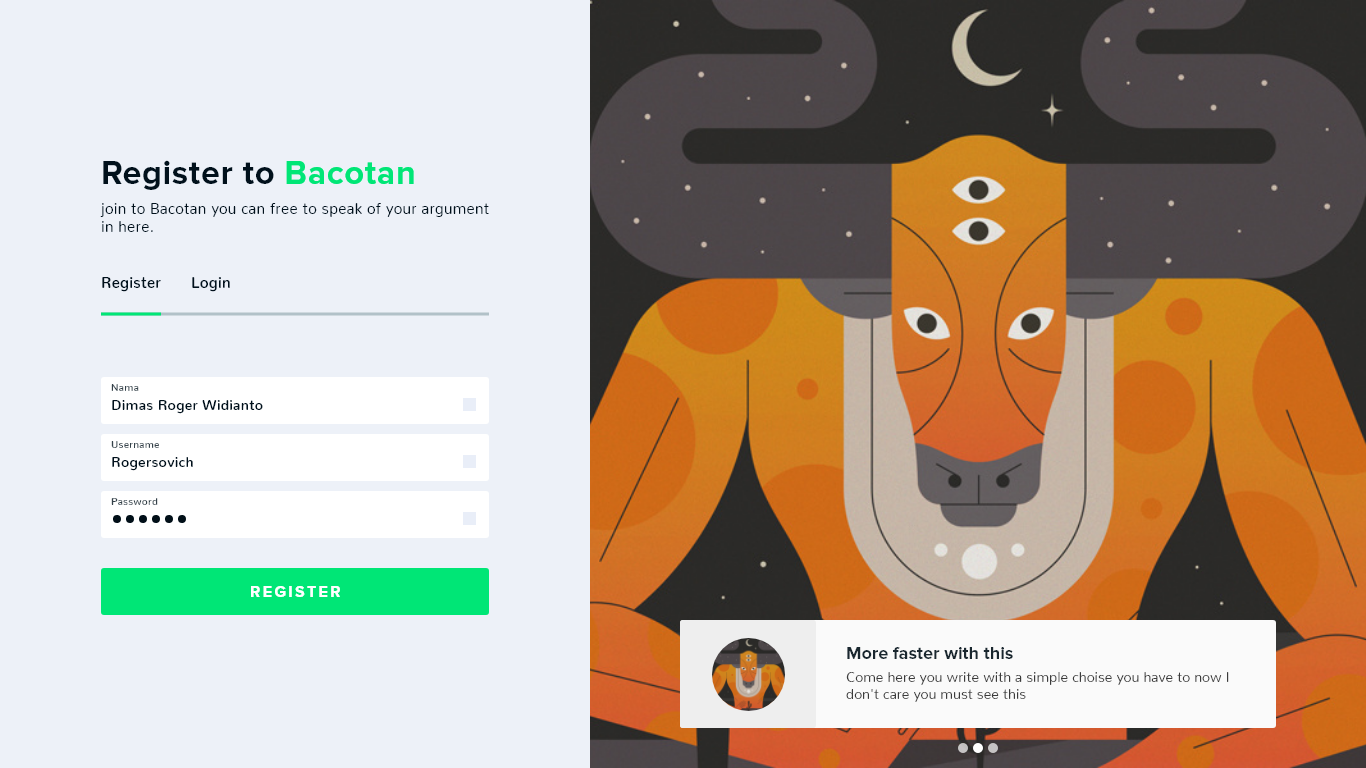 Register to Bacotan
join to Bacotan you can free to speak of your argument
in here.
Register Login
Nama
Dimas Roger Widianto
Username
Rogersovich
Password
●●●●●●
REGISTER
More faster with this
Come here you write with a simple choise you have to now I
don't care you must see this